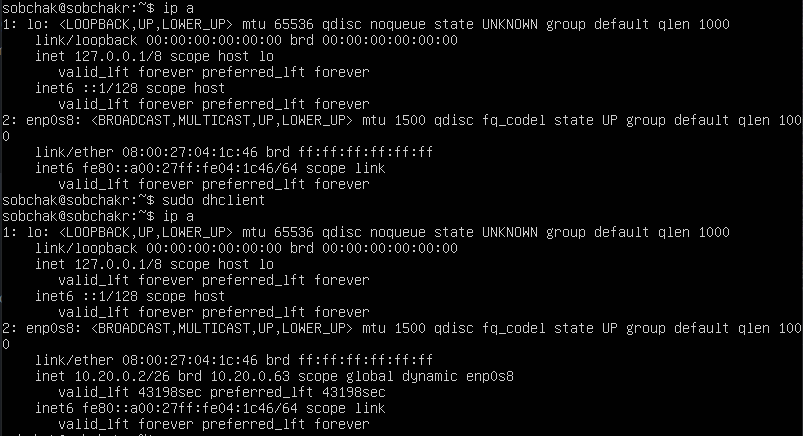 sobchak@sobchakr:~$ ip a
1: lo: <LOOPBACK,UP,LOWER_UP> mtu 65536 qdisc noqueue state UNKNOWN group default qlen 1000
    link/loopback 00:00:00:00:00:00 brd 00:00:00:00:00:00
    inet 127.0.0.1/8 scope host lo
       valid_lft forever preferred_lft forever
    inet6 ::1/128 scope host
       valid_lft forever preferred_lft forever
2: enp0s8: <BROADCAST,MULTICAST,UP,LOWER_UP> mtu 1500 qdisc fq_codel state UP group default qlen 100
0
    link/ether 08:00:27:04:1c:46 brd ff:ff:ff:ff:ff:ff
    inet6 fe80::a00:27ff:fe04:1c46/64 scope link
       valid_lft forever preferred_lft forever
sobchak@sobchakr:~$ sudo dhclient
sobchak@sobchakr:~$ ip a
1: lo: <LOOPBACK,UP,LOWER_UP> mtu 65536 qdisc noqueue state UNKNOWN group default qlen 1000
    link/loopback 00:00:00:00:00:00 brd 00:00:00:00:00:00
    inet 127.0.0.1/8 scope host lo
       valid_lft forever preferred_lft forever
    inet6 ::1/128 scope host
       valid_lft forever preferred_lft forever
2: enp0s8: <BROADCAST,MULTICAST,UP,LOWER_UP> mtu 1500 qdisc fq_codel state UP group default qlen 100
0
    link/ether 08:00:27:04:1c:46 brd ff:ff:ff:ff:ff:ff
    inet 10.20.0.2/26 brd 10.20.0.63 scope global dynamic enp0s8
       valid_lft 43198sec preferred_lft 43198sec
    inet6 fe80::a00:27ff:fe04:1c46/64 scope link
       valid_lft forever preferred_lft forever